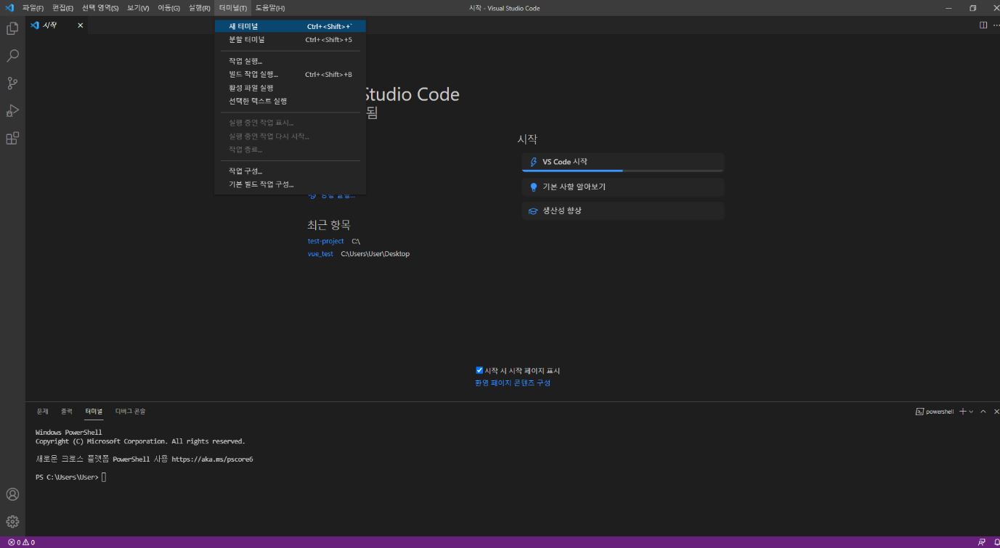 파일(F) 편집(E) 선택 영역(S) 보기(V) 이동(G) 실행(R) 터미널(T) 도움말(H) 시작 - Visual Studio Code
시작
새 터미널 Ctrl+<Shift>+`
분할 터미널 Ctrl+<Shift>+5
작업 실행...
빌드 작업 실행... Ctrl+<Shift>+B
활성 파일 실행
선택한 텍스트 실행
실행 중인 작업 표시...
실행 중인 작업 다시 시작...
작업 종료...
작업 구성...
기본 빌드 작업 구성...
Studio Code
됨
최근 항목
test-project C:\
vue_test C:\Users\User\Desktop
시작
VS Code 시작
기본 사항 알아보기
생산성 향상
시작 시 시작 페이지 표시
환영 페이지 콘텐츠 구성
문제 출력 터미널 디버그 콘솔 powershell
Windows PowerShell
Copyright (C) Microsoft Corporation. All rights reserved.
새로운 크로스 플랫폼 PowerShell 사용 https://aka.ms/pscore6
PS C:\Users\User>
0 0